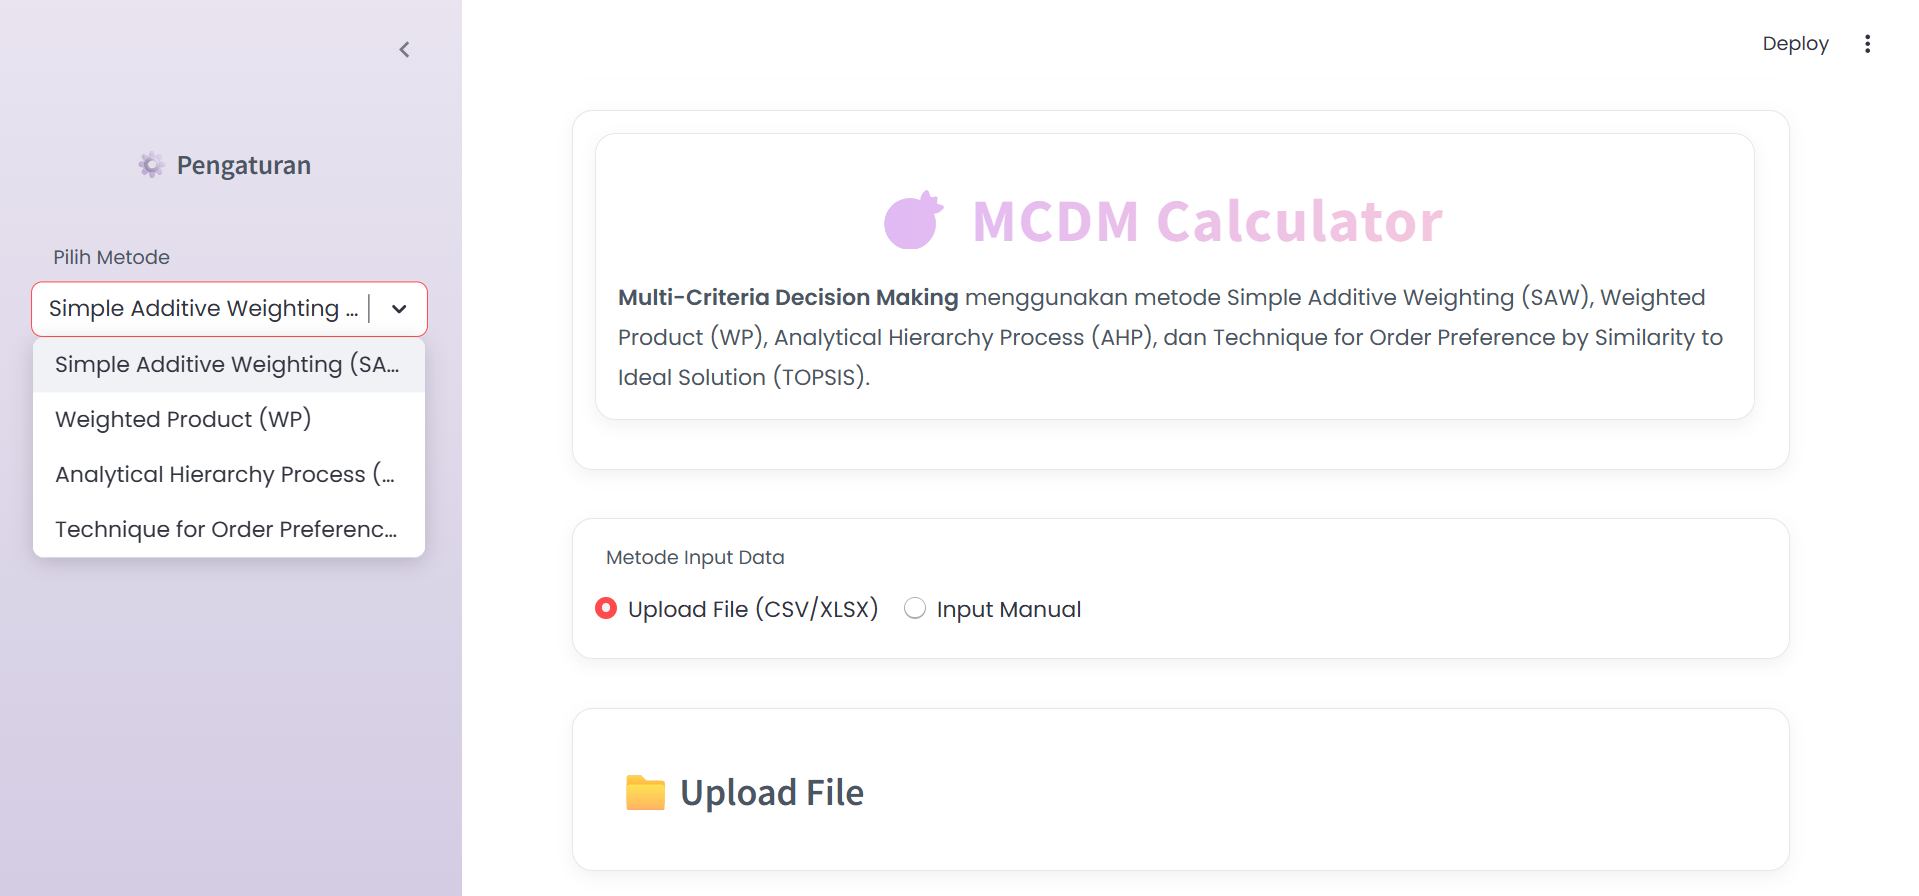 Deploy
Pengaturan
Pilih Metode
Simple Additive Weighting ...
Simple Additive Weighting (SA...
Weighted Product (WP)
Analytical Hierarchy Process (...
Technique for Order Preferenc...
MCDM Calculator
Multi-Criteria Decision Making menggunakan metode Simple Additive Weighting (SAW), Weighted
Product (WP), Analytical Hierarchy Process (AHP), dan Technique for Order Preference by Similarity to
Ideal Solution (TOPSIS).
Metode Input Data
Upload File (CSV/XLSX)
Input Manual
Upload File